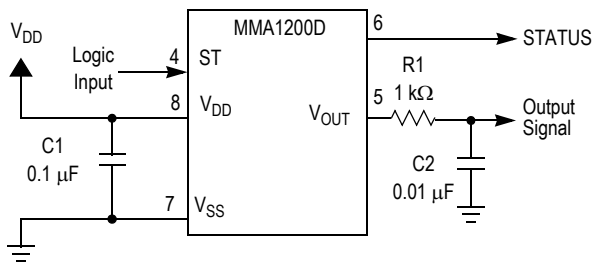 MMA1200D
V_DD
Logic
Input
4
ST
6
STATUS
R1
1 kΩ
8
V_DD
V_OUT
5
Output
Signal
C1
0.1 μF
C2
0.01 μF
7
V_SS